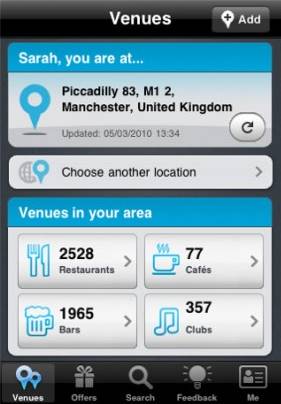 Venues
Add
Sarah, you are at...
Piccadilly 83, M1 2,
Manchester, United Kingdom
Updated: 05/03/2010 13:34
Choose another location
Venues in your area
2528
Restaurants
77
Cafés
1965
Bars
357
Clubs
Venues
Offers
Search
Feedback
Me